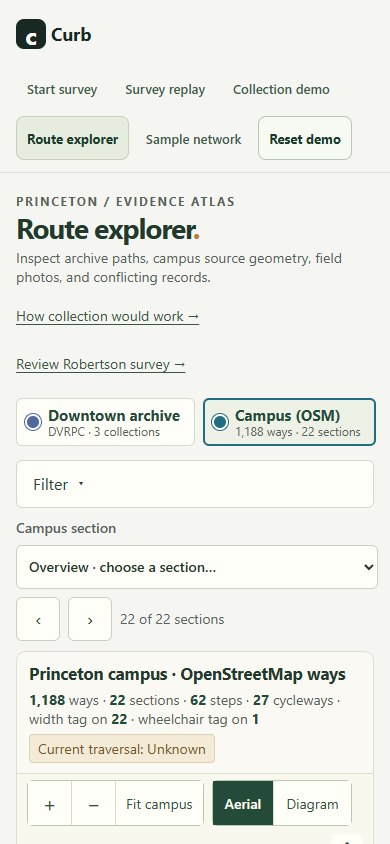 c Curb
Start survey Survey replay Collection demo
Route explorer Sample network Reset demo
PRINCETON / EVIDENCE ATLAS
Route explorer.
Inspect archive paths, campus source geometry, field
photos, and conflicting records.
How collection would work →
Review Robertson survey →
Downtown archive
DVRPC · 3 collections
Campus (OSM)
1,188 ways · 22 sections
Filter
Campus section
Overview · choose a section...
‹ › 22 of 22 sections
Princeton campus · OpenStreetMap ways
1,188 ways · 22 sections · 62 steps · 27 cycleways ·
width tag on 22 · wheelchair tag on 1
Current traversal: Unknown
+ − Fit campus Aerial Diagram